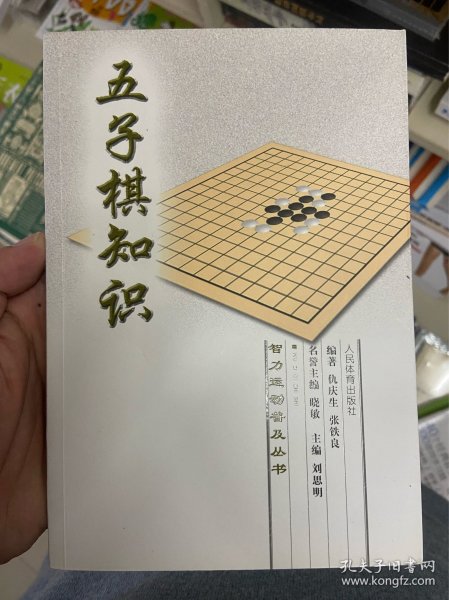 五子棋知识
人民体育出版社
编著 仇庆生 张铁良
名誉主编 晓敏 主编 刘思明
智力运动普及丛书
孔夫子旧书网
www.kongfz.com